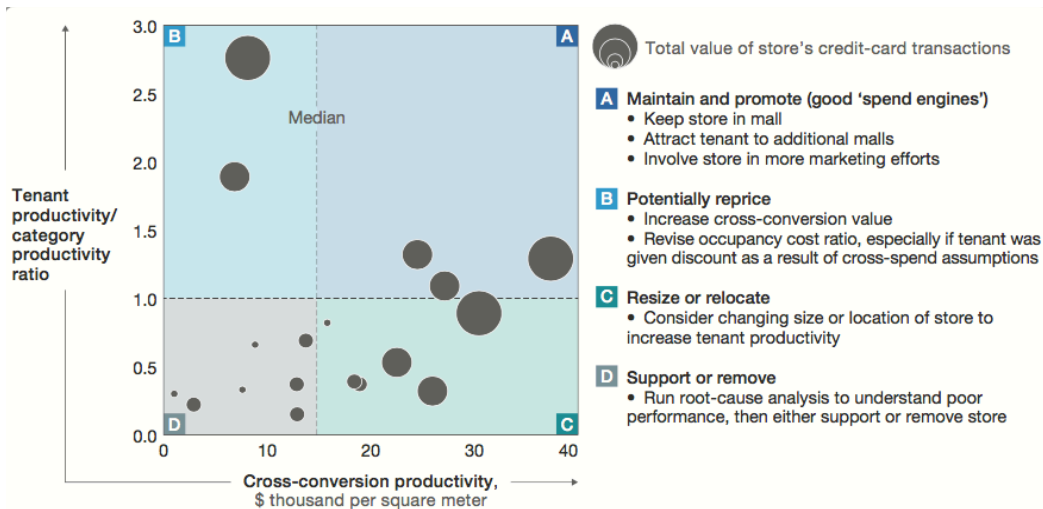 3.0
2.5
2.0
1.5
1.0
0.5
0.0
B
A
Median
D
C
0
10
20
30
40
Tenant
productivity/
category
productivity
ratio
Cross-conversion productivity,
$ thousand per square meter
Total value of store's credit-card transactions
A Maintain and promote (good ‘spend engines’)
• Keep store in mall
• Attract tenant to additional malls
• Involve store in more marketing efforts
B Potentially reprice
• Increase cross-conversion value
• Revise occupancy cost ratio, especially if tenant was
given discount as a result of cross-spend assumptions
C Resize or relocate
• Consider changing size or location of store to
increase tenant productivity
D Support or remove
• Run root-cause analysis to understand poor
performance, then either support or remove store